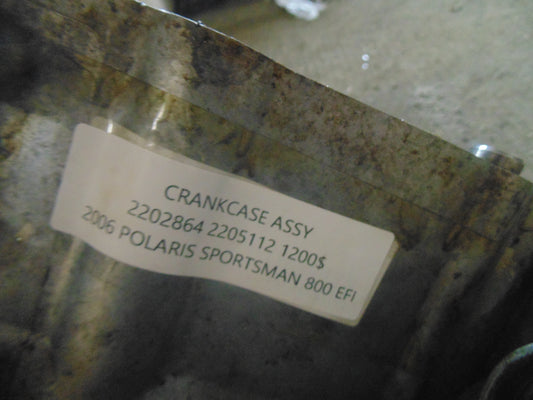 CRANKCASE ASSY
2202864 2205112 1200$
2006 POLARIS SPORTSMAN 800 EFI